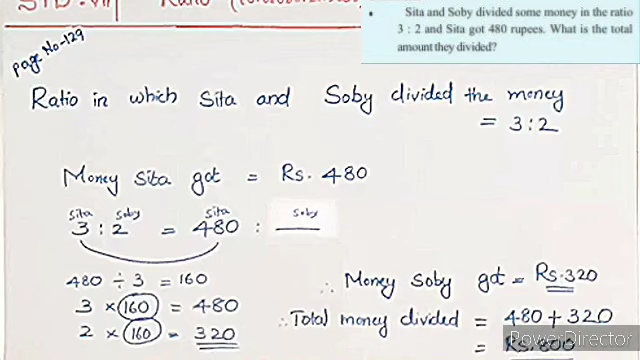 STD: VII Ratio
• Sita and Soby divided some money in the ratio
3 : 2 and Sita got 480 rupees. What is the total
amount they divided?
page No-129
Ratio in which Sita and Soby divided the money
= 3:2
Money Sita got = Rs. 480
Sita Soby Sita Soby
3 : 2 = 480 : ___
480 ÷ 3 = 160
3 × 160 = 480
2 × 160 = 320
∴ Money Soby got = Rs.320
∴ Total money divided = 480 + 320
= Rs.800
PowerDirector